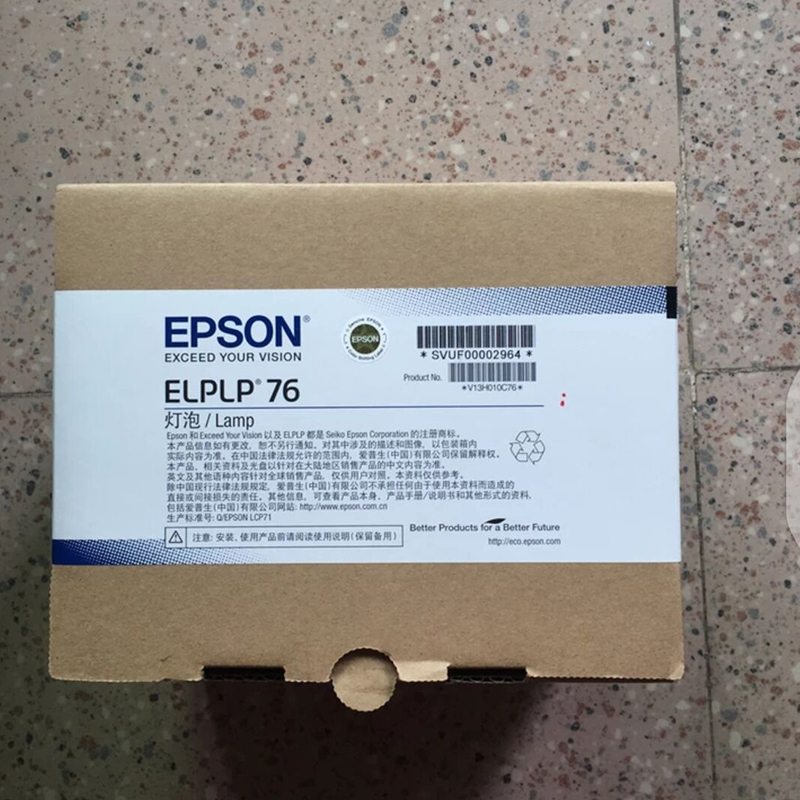 EPSON®
EXCEED YOUR VISION
EPSON
* SVUF00002964 *
Product No.
*V13H010C76*
ELPLP® 76
灯泡 / Lamp
Epson 和 Exceed Your Vision 以及 ELPLP 都是 Seiko Epson Corporation 的注册商标。
本产品信息如有更改, 恕不另行通知。对其中涉及的描述和图像, 以包装箱内
实际内容为准。在中国法律法规允许的范围内, 爱普生(中国)有限公司保留解释权。
本产品、相关资料及光盘以针对在大陆地区销售产品的中文内容为准。
英文及其他语种内容针对全球销售产品, 仅供用户对照。本资料仅供参考。
除中国现行法律法规规定, 爱普生(中国)有限公司不承担任何由于使用本资料而造成的
直接或间接损失的责任。其他信息, 可查看产品本身、产品手册/说明书和其他形式的资料,
包括爱普生(中国)有限公司网站: http://www.epson.com.cn
生产标准号: Q/EPSON LCP71
注意: 安装、使用产品前请阅读使用说明(保留备用)
Better Products for a Better Future
http://eco.epson.com